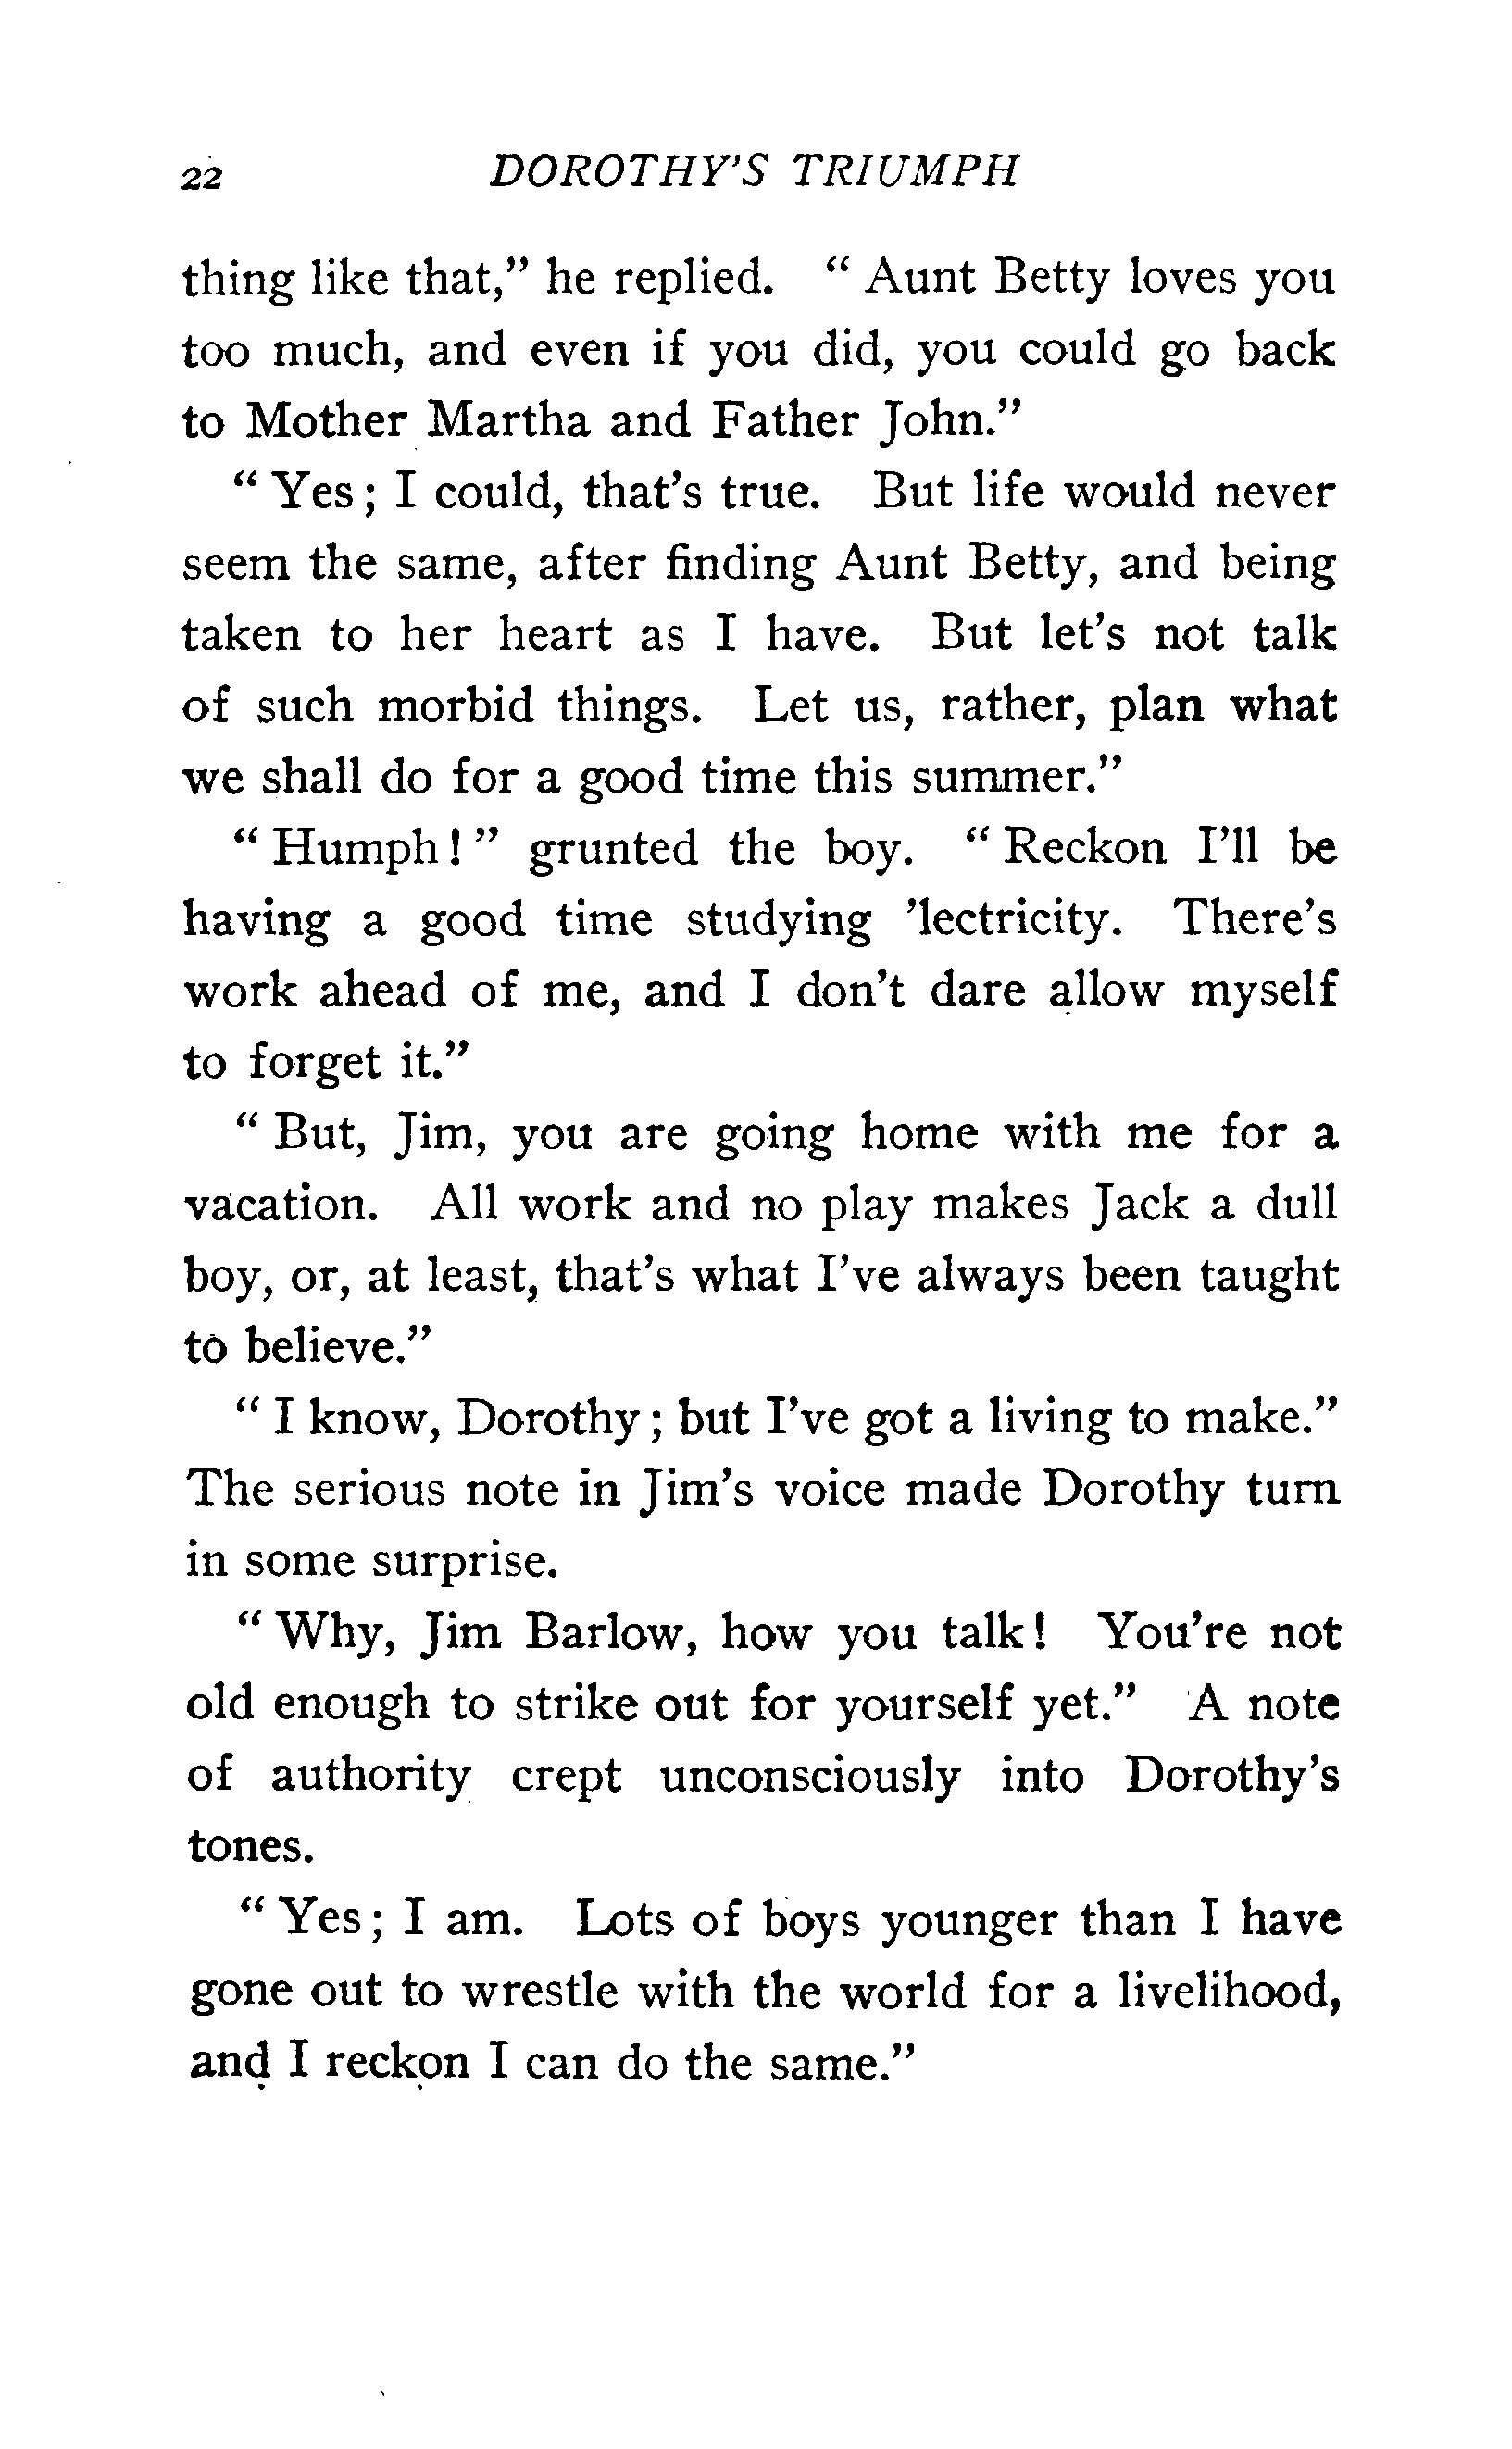 22 DOROTHY'S TRIUMPH
thing like that," he replied. "Aunt Betty loves you
too much, and even if you did, you could go back
to Mother Martha and Father John."
"Yes; I could, that's true. But life would never
seem the same, after finding Aunt Betty, and being
taken to her heart as I have. But let's not talk
of such morbid things. Let us, rather, plan what
we shall do for a good time this summer."
"Humph!" grunted the boy. "Reckon I'll be
having a good time studying 'lectricity. There's
work ahead of me, and I don't dare allow myself
to forget it."
"But, Jim, you are going home with me for a
vacation. All work and no play makes Jack a dull
boy, or, at least, that's what I've always been taught
to believe."
"I know, Dorothy; but I've got a living to make."
The serious note in Jim's voice made Dorothy turn
in some surprise.
"Why, Jim Barlow, how you talk! You're not
old enough to strike out for yourself yet." A note
of authority crept unconsciously into Dorothy's
tones.
"Yes; I am. Lots of boys younger than I have
gone out to wrestle with the world for a livelihood,
and I reckon I can do the same."